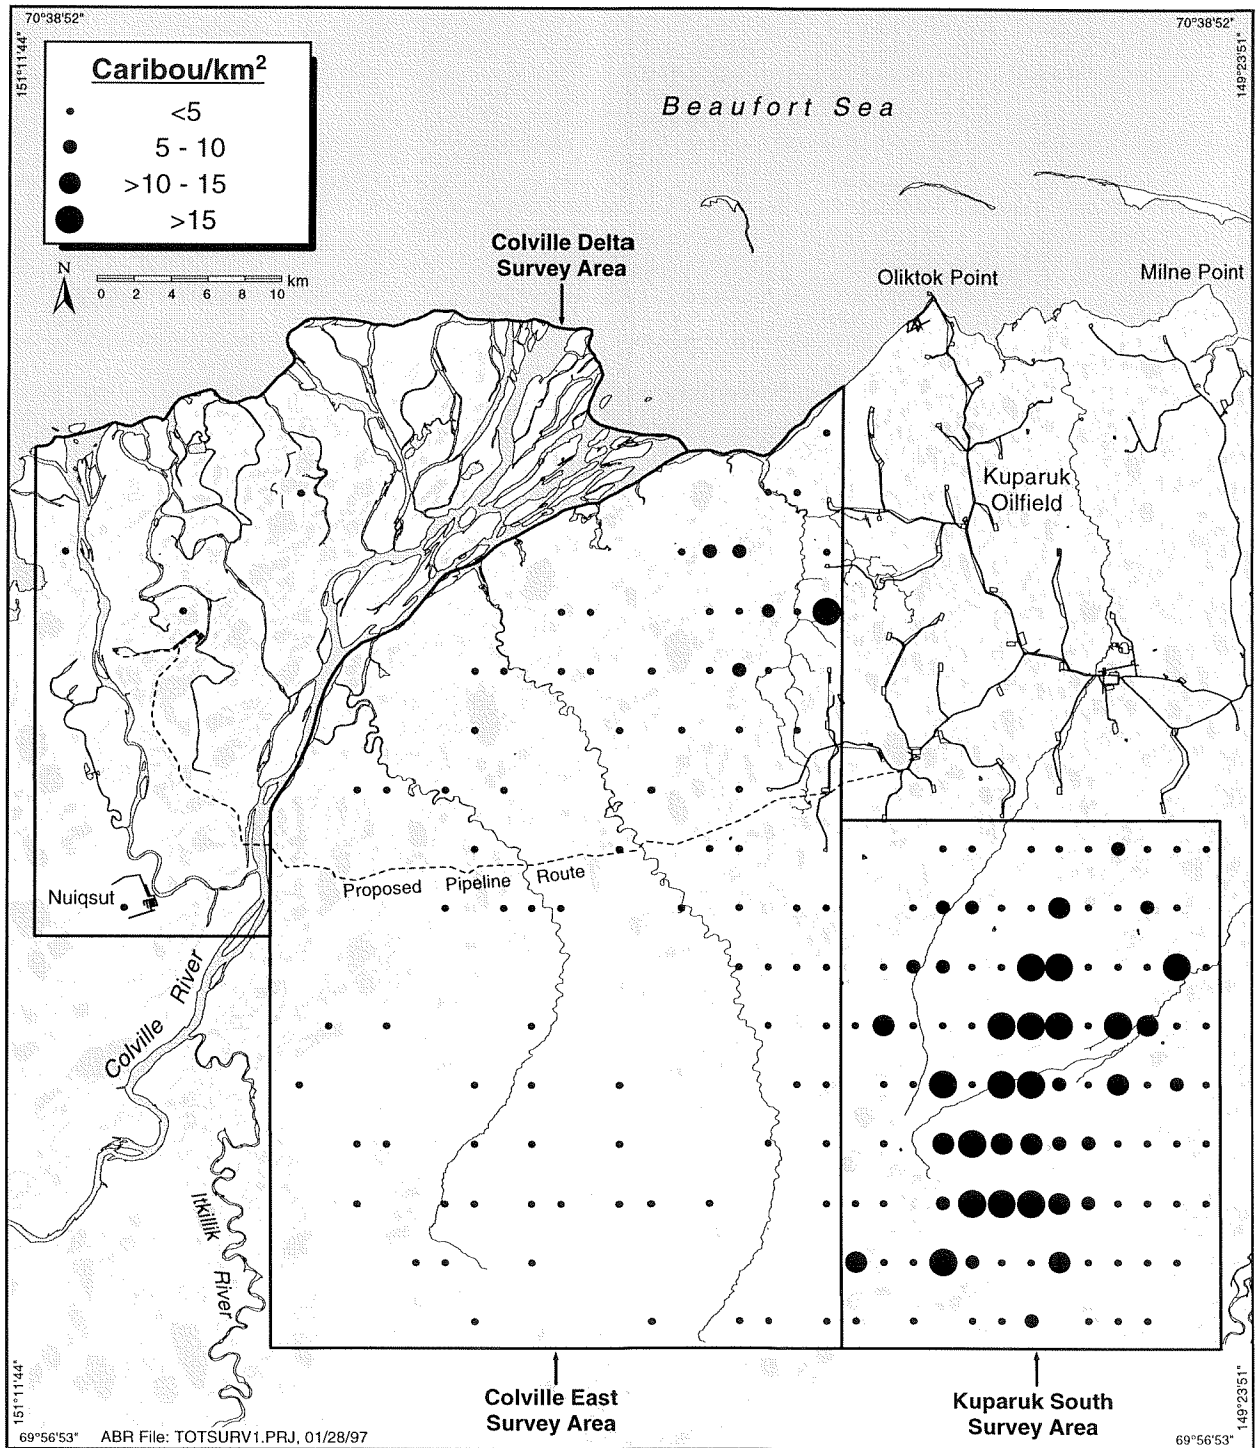 70°38'52"
70°38'52"
151°11'44"
149°23'51"
Caribou/km²
<5
5 - 10
>10 - 15
>15
Beaufort Sea
N
0 2 4 6 8 10 km
Colville Delta
Survey Area
Oliktok Point
Milne Point
Kuparuk
Oilfield
Proposed Pipeline Route
Nuiqsut
Colville River
Itkillik River
Colville East
Survey Area
Kuparuk South
Survey Area
151°11'44"
149°23'51"
69°56'53"
ABR File: TOTSURV1.PRJ, 01/28/97
69°56'53"